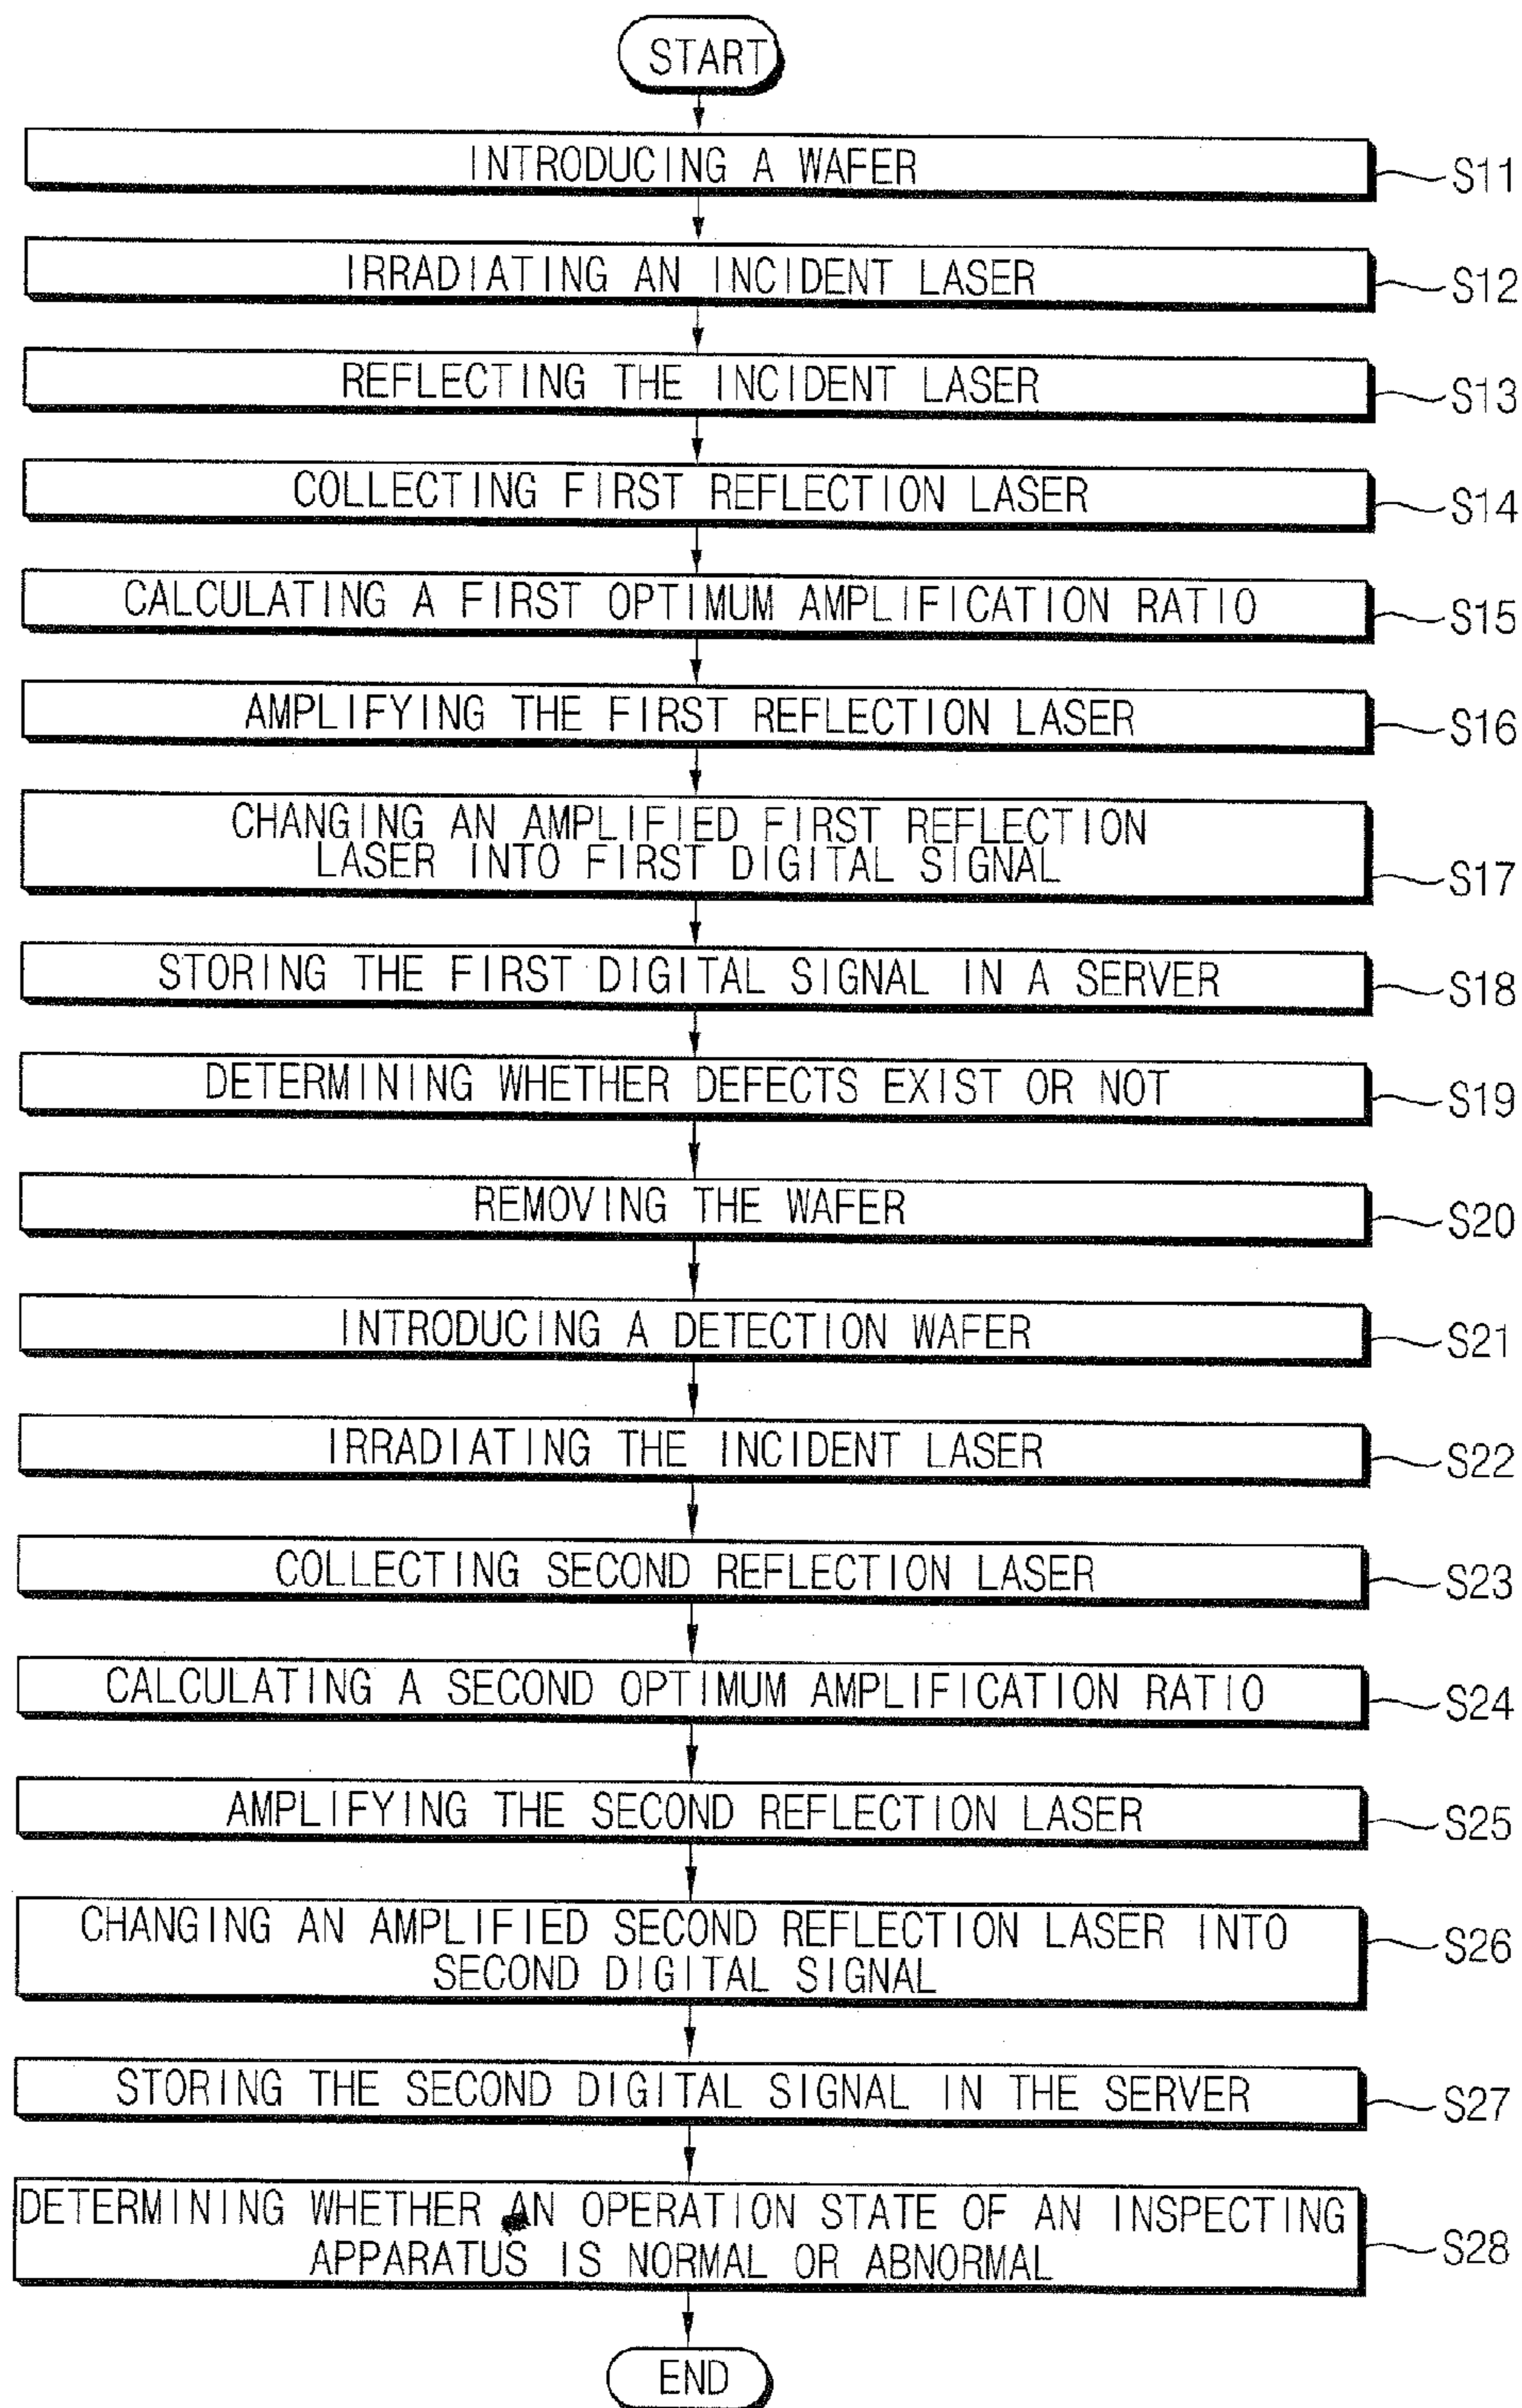 START
INTRODUCING A WAFER
S11
IRRADIATING AN INCIDENT LASER
S12
REFLECTING THE INCIDENT LASER
S13
COLLECTING FIRST REFLECTION LASER
S14
CALCULATING A FIRST OPTIMUM AMPLIFICATION RATIO
S15
AMPLIFYING THE FIRST REFLECTION LASER
S16
CHANGING AN AMPLIFIED FIRST REFLECTION
LASER INTO FIRST DIGITAL SIGNAL
S17
STORING THE FIRST DIGITAL SIGNAL IN A SERVER
S18
DETERMINING WHETHER DEFECTS EXIST OR NOT
S19
REMOVING THE WAFER
S20
INTRODUCING A DETECTION WAFER
S21
IRRADIATING THE INCIDENT LASER
S22
COLLECTING SECOND REFLECTION LASER
S23
CALCULATING A SECOND OPTIMUM AMPLIFICATION RATIO
S24
AMPLIFYING THE SECOND REFLECTION LASER
S25
CHANGING AN AMPLIFIED SECOND REFLECTION LASER INTO
SECOND DIGITAL SIGNAL
S26
STORING THE SECOND DIGITAL SIGNAL IN THE SERVER
S27
DETERMINING WHETHER AN OPERATION STATE OF AN INSPECTING
APPARATUS IS NORMAL OR ABNORMAL
S28
END